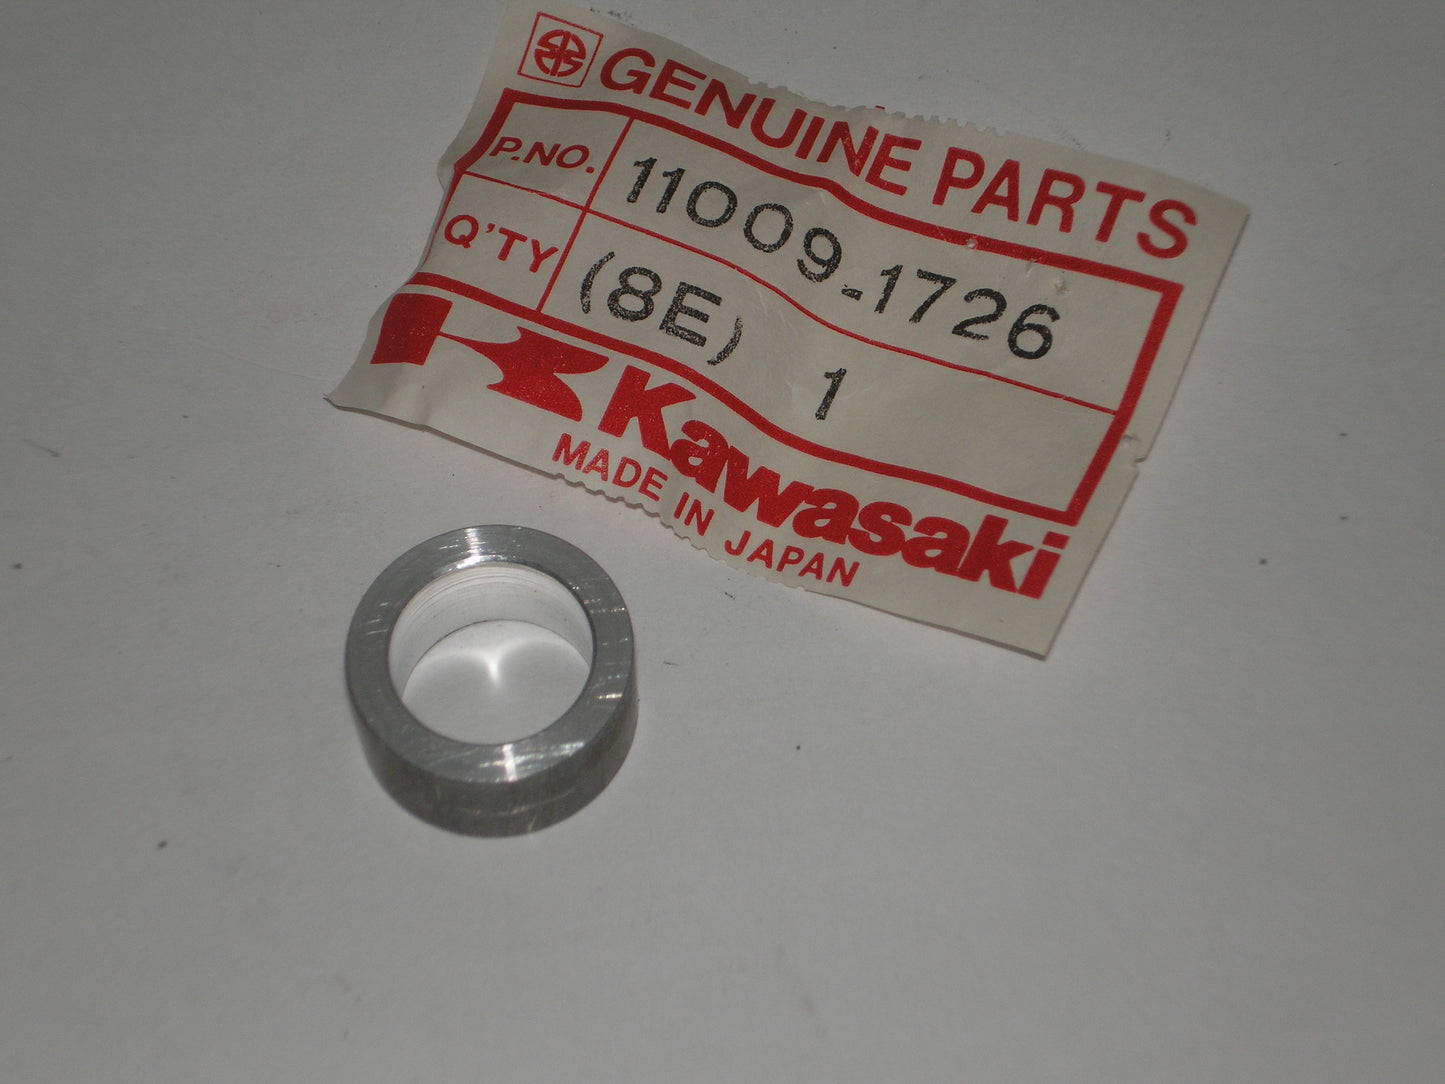 GENUINE PARTS
P.NO. 11009-1726
Q'TY (8E) 1
Kawasaki
MADE IN JAPAN